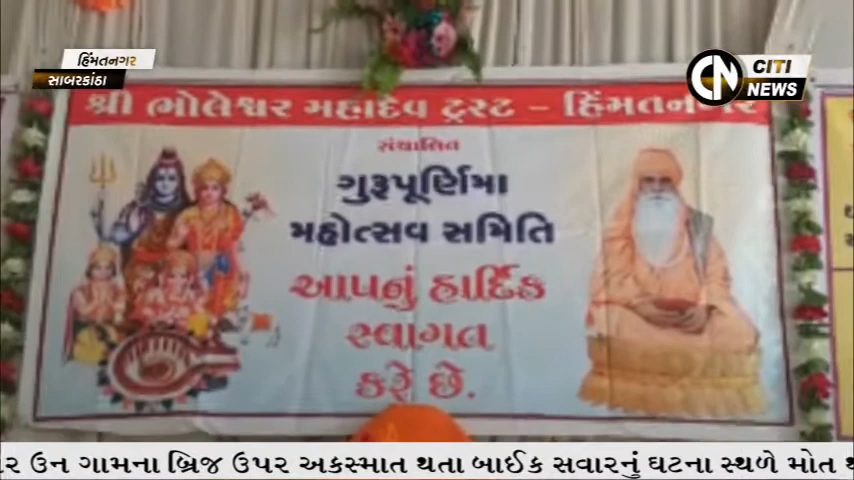 હિંમતનગર
સાબરકાંઠા
CN CITI NEWS
શ્રી ભોલેશ્વર મહાદેવ ટ્રસ્ટ - હિંમતનગર
સંચાલિત
ગુરૂપૂર્ણિમા
મહોત્સવ સમિતિ
આપનું હાર્દિક
સ્વાગત
કરે છે.
ઉન ગામના બ્રિજ ઉપર અકસ્માત થતા બાઈક સવારનું ઘટના સ્થળે મોત